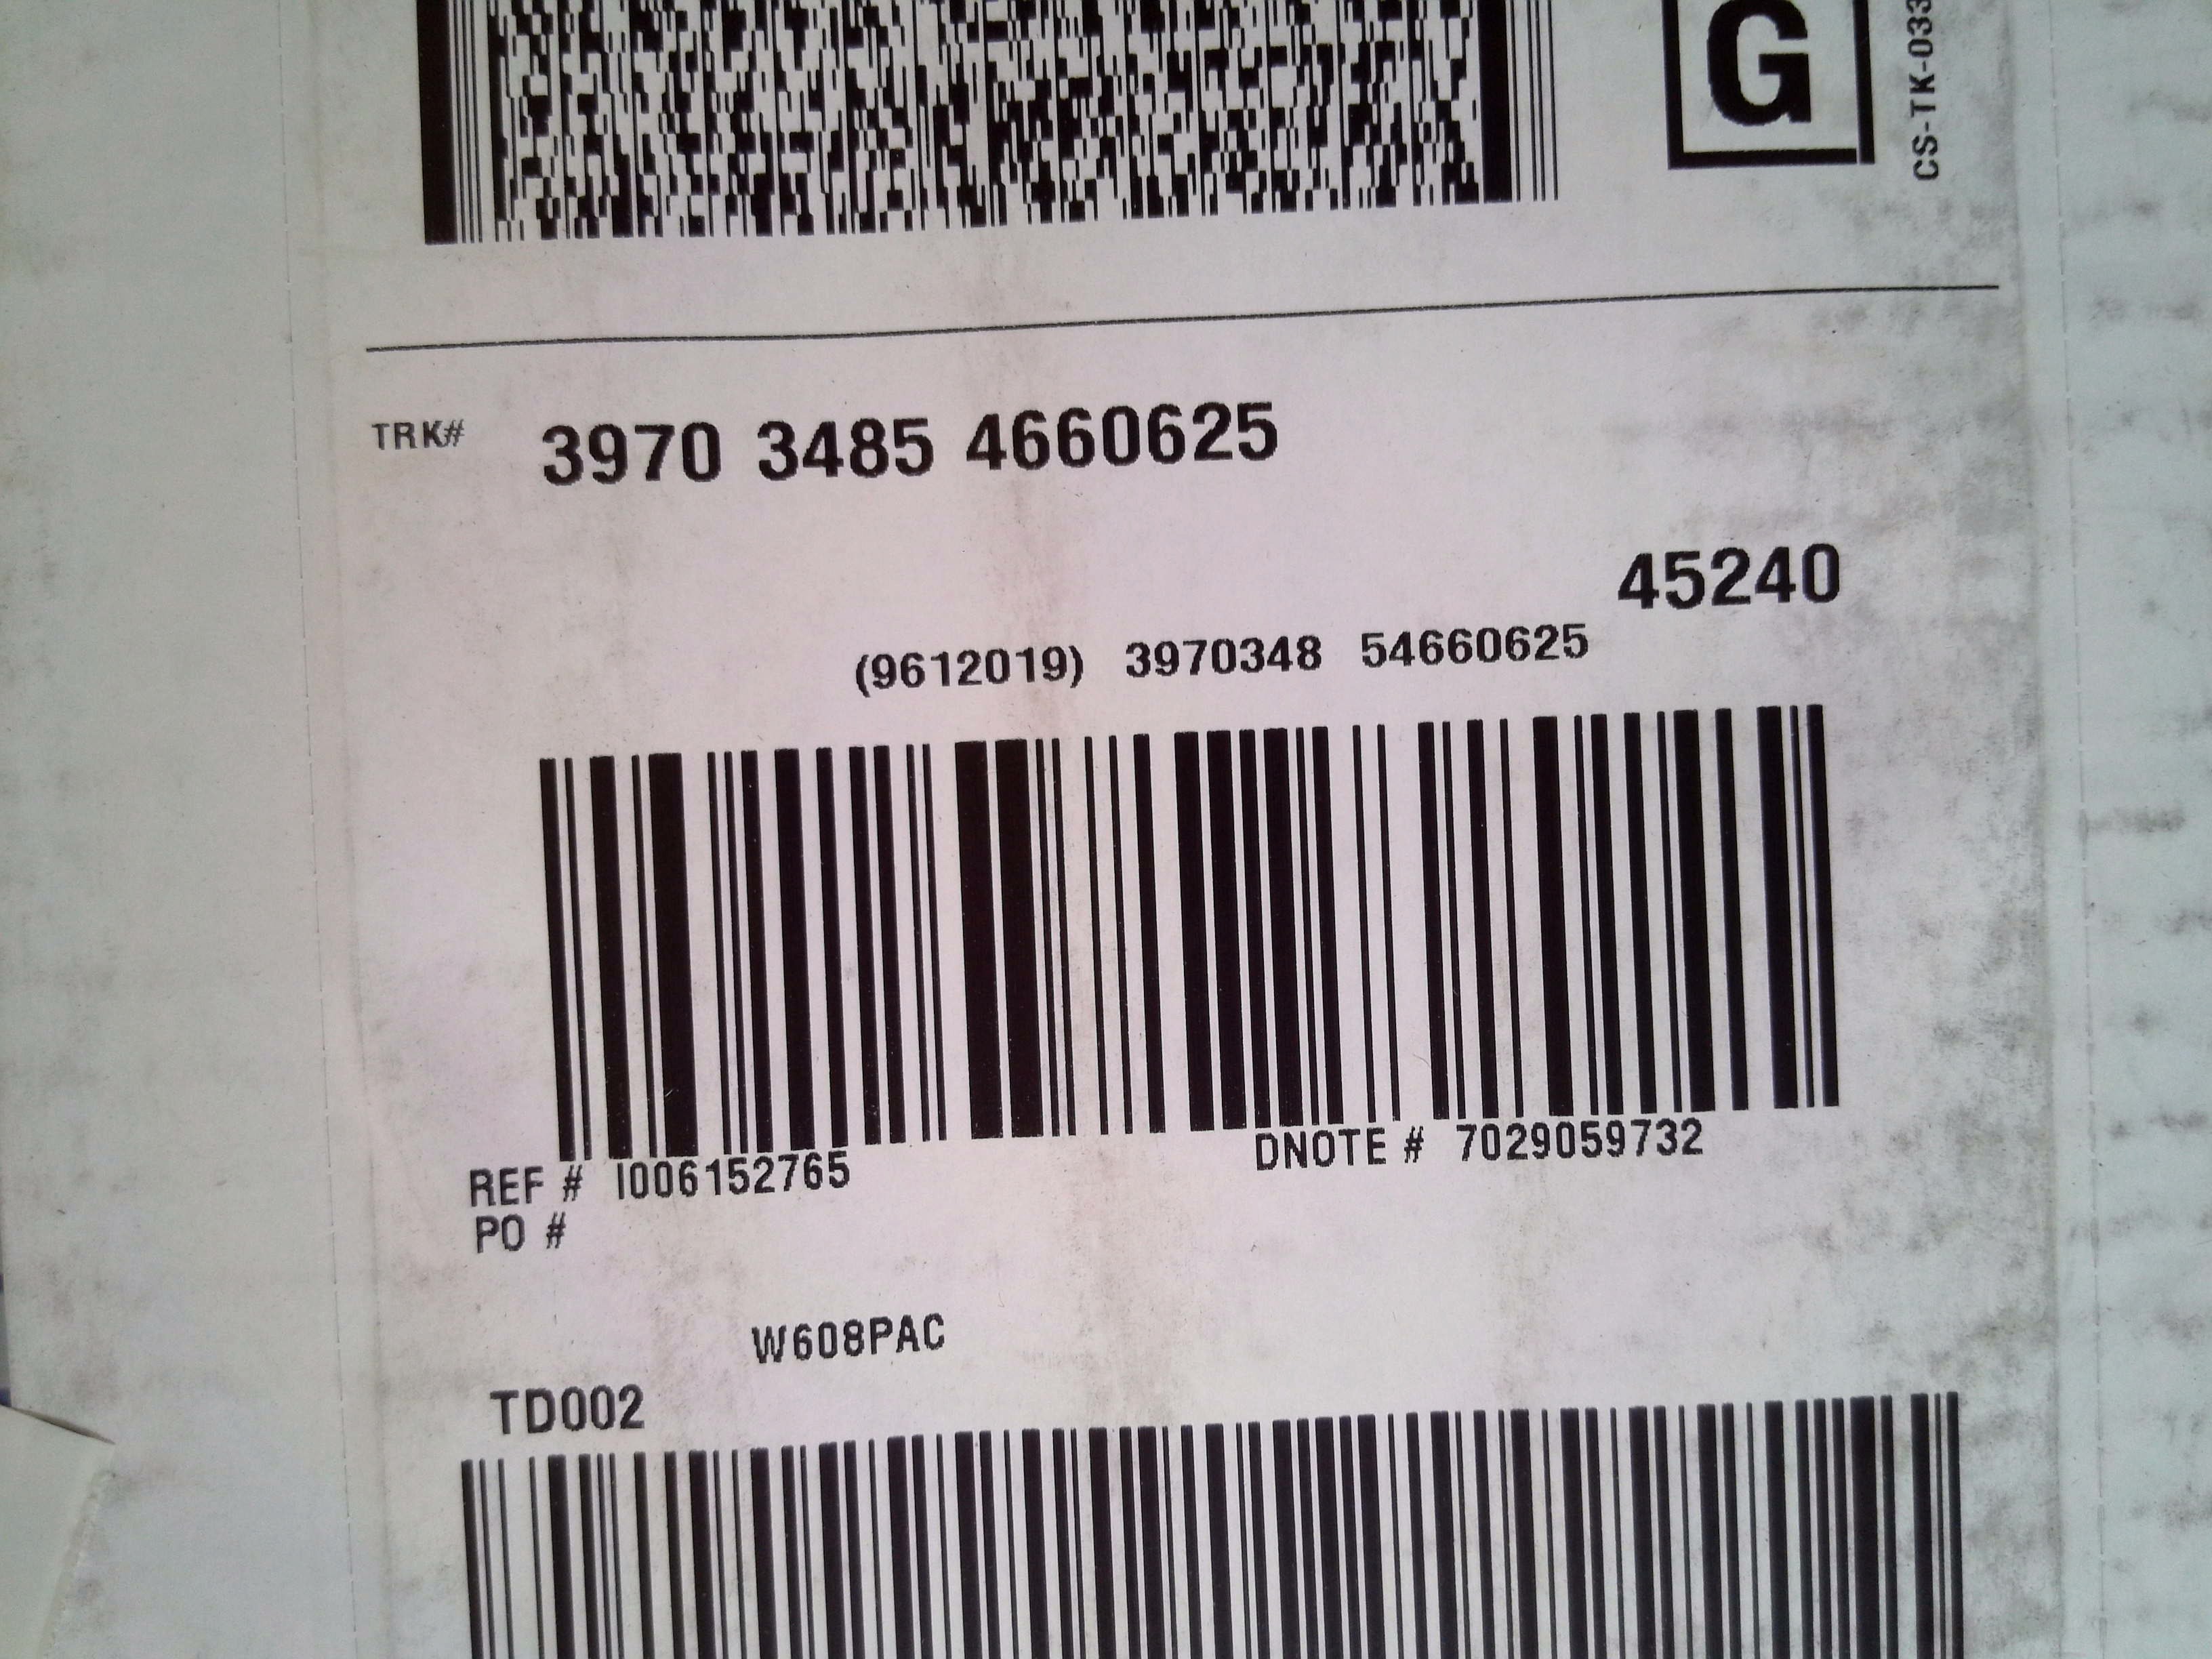 G
CS-TK-033
TRK# 3970 3485 4660625
45240
(9612019) 3970348 54660625
REF # I006152765
DNOTE # 7029059732
PO #
W608PAC
TD002